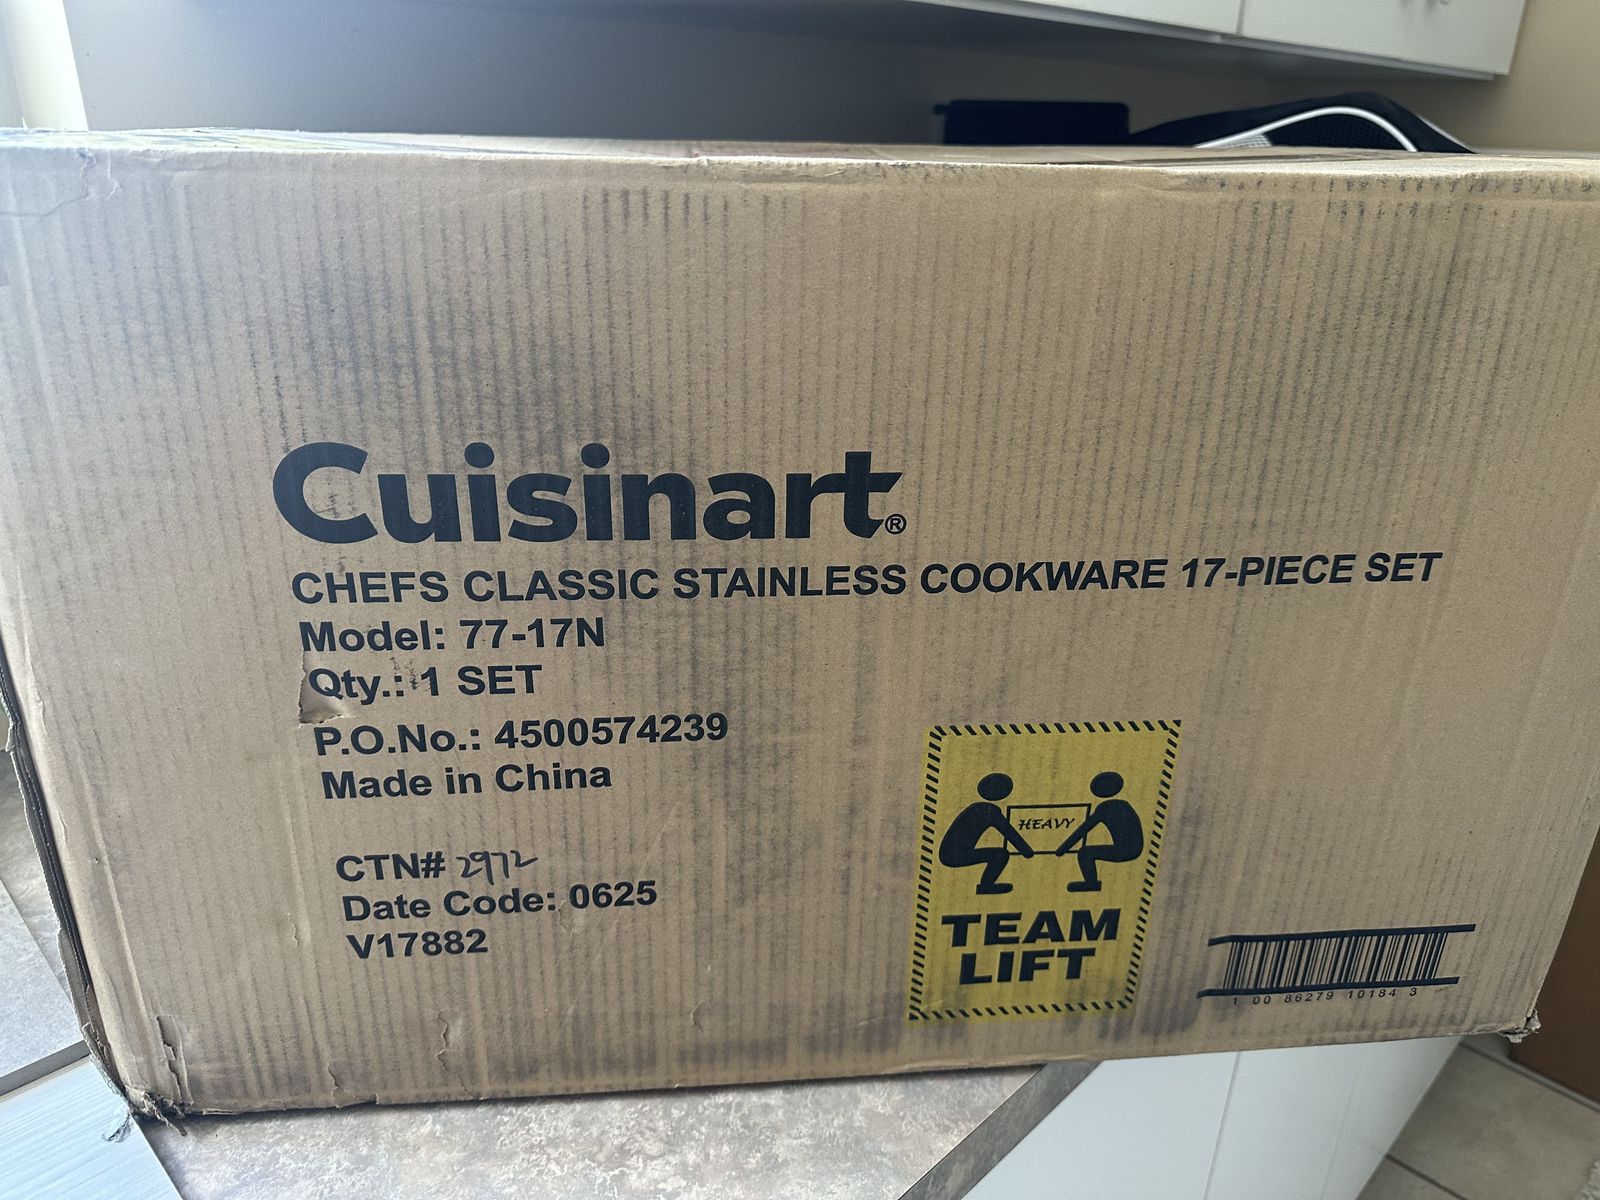 Cuisinart®
CHEFS CLASSIC STAINLESS COOKWARE 17-PIECE SET
Model: 77-17N
Qty.: 1 SET
P.O.No.: 4500574239
Made in China
CTN# 2972
Date Code: 0625
V17882
HEAVY
TEAM
LIFT
1 00 86279 10184 3